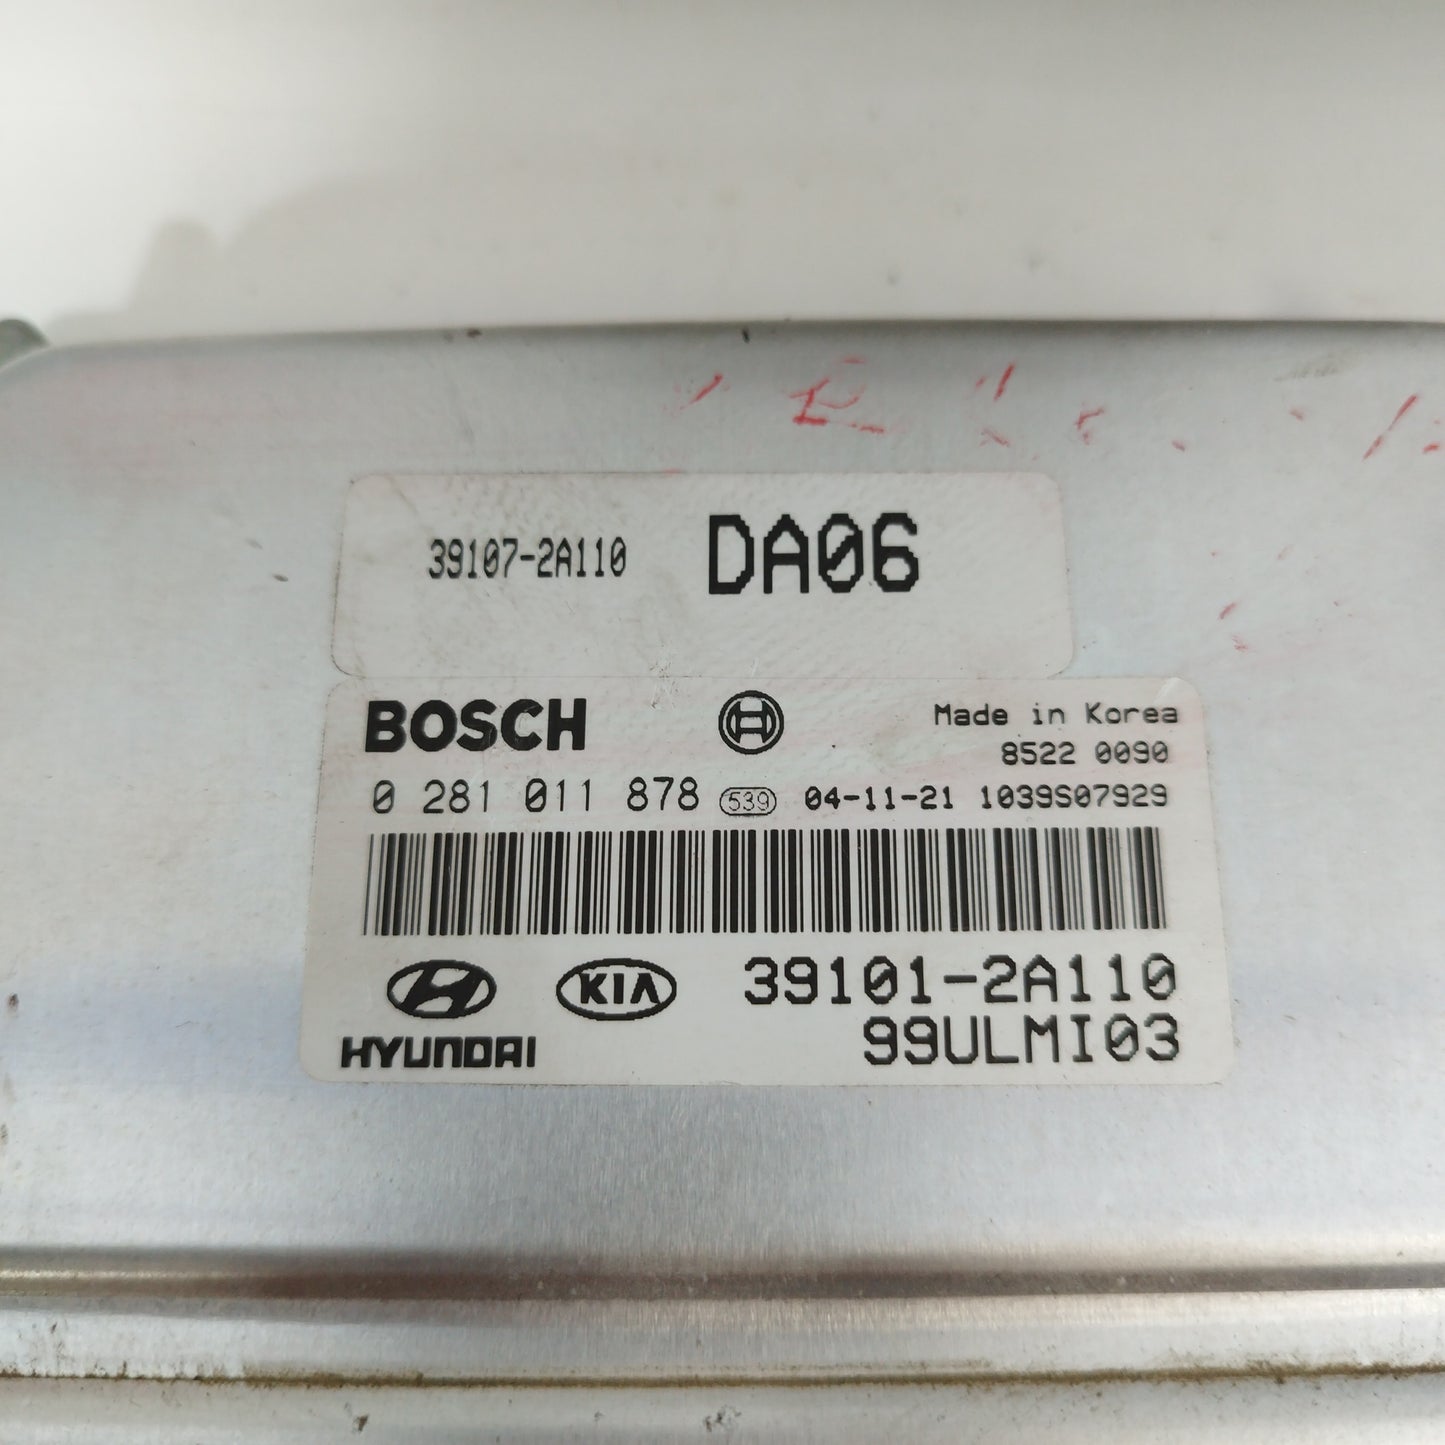 39107-2A110 DA06
BOSCH Made in Korea
8522 0090
0 281 011 878 539 04-11-21 1039S07929
HYUNDAI KIA 39101-2A110
99ULMI03